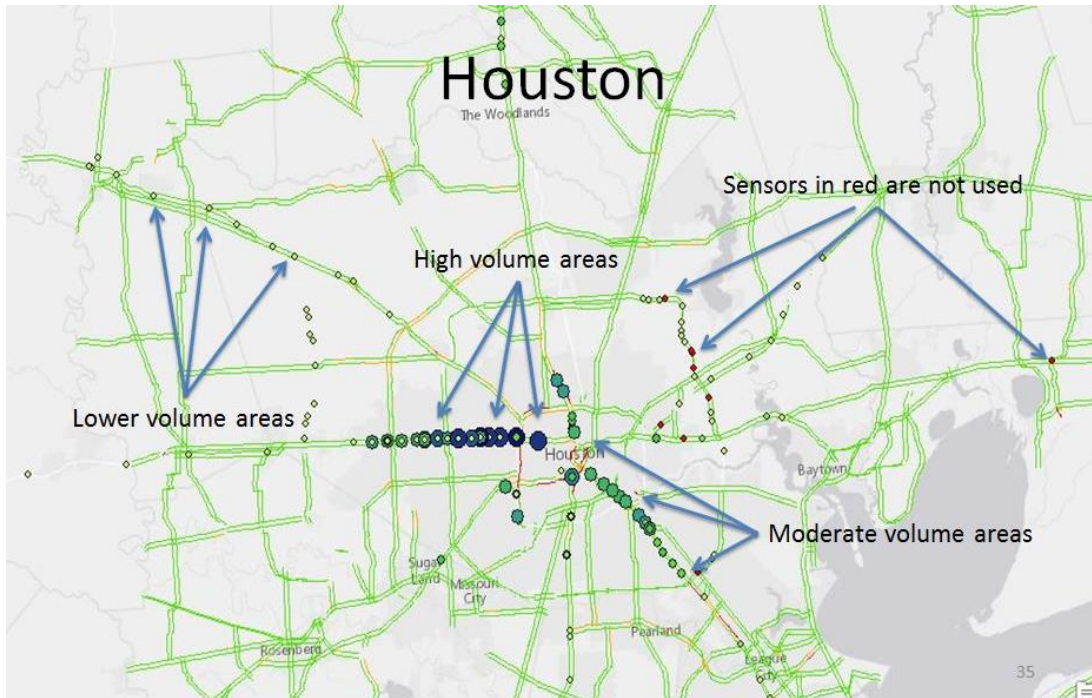 Houston
The Woodlands
Sensors in red are not used
High volume areas
Lower volume areas
Houston
Baytown
Moderate volume areas
Sugar
Land
Missouri
City
Pearland
Rosenberg
League
City
35